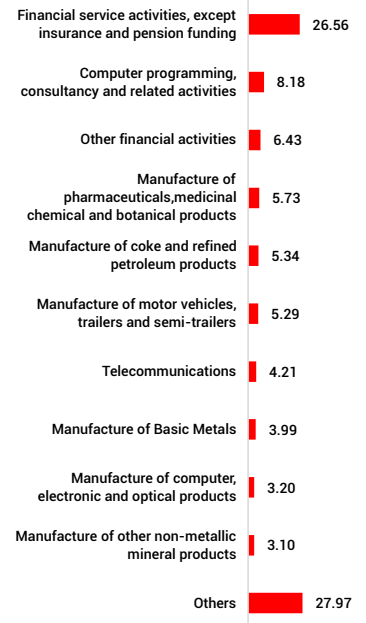 Financial service activities, except
insurance and pension funding
26.56
Computer programming,
consultancy and related activities
8.18
Other financial activities
6.43
Manufacture of
pharmaceuticals,medicinal
chemical and botanical products
5.73
Manufacture of coke and refined
petroleum products
5.34
Manufacture of motor vehicles,
trailers and semi-trailers
5.29
Telecommunications
4.21
Manufacture of Basic Metals
3.99
Manufacture of computer,
electronic and optical products
3.20
Manufacture of other non-metallic
mineral products
3.10
Others
27.97